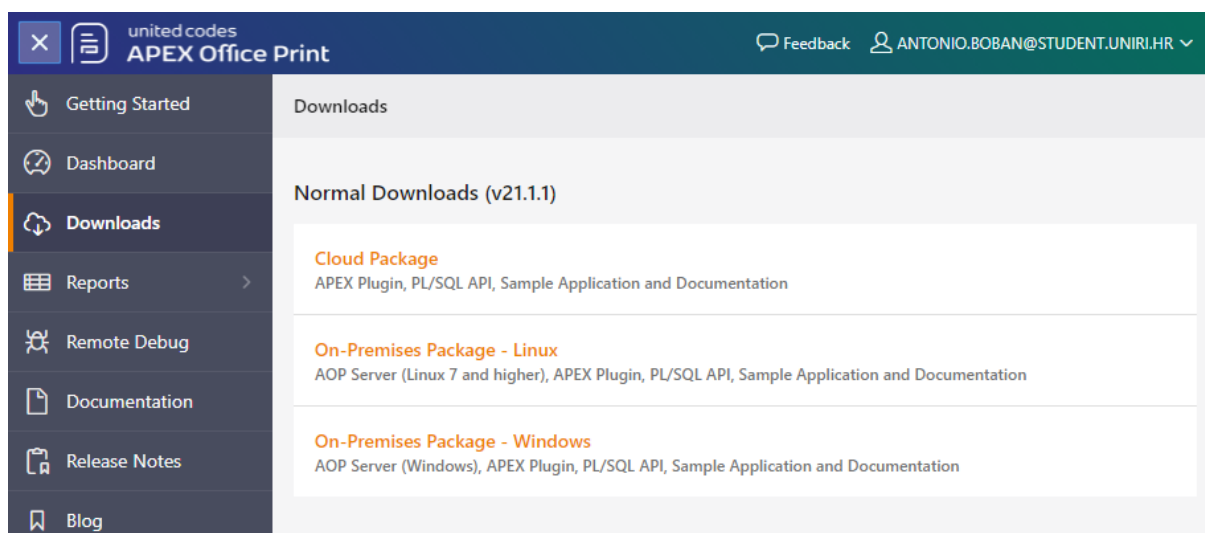 united codes
APEX Office Print
Feedback
ANTONIO.BOBAN@STUDENT.UNIRI.HR
Getting Started
Dashboard
Downloads
Reports
Remote Debug
Documentation
Release Notes
Blog
Downloads
Normal Downloads (v21.1.1)
Cloud Package
APEX Plugin, PL/SQL API, Sample Application and Documentation
On-Premises Package - Linux
AOP Server (Linux 7 and higher), APEX Plugin, PL/SQL API, Sample Application and Documentation
On-Premises Package - Windows
AOP Server (Windows), APEX Plugin, PL/SQL API, Sample Application and Documentation